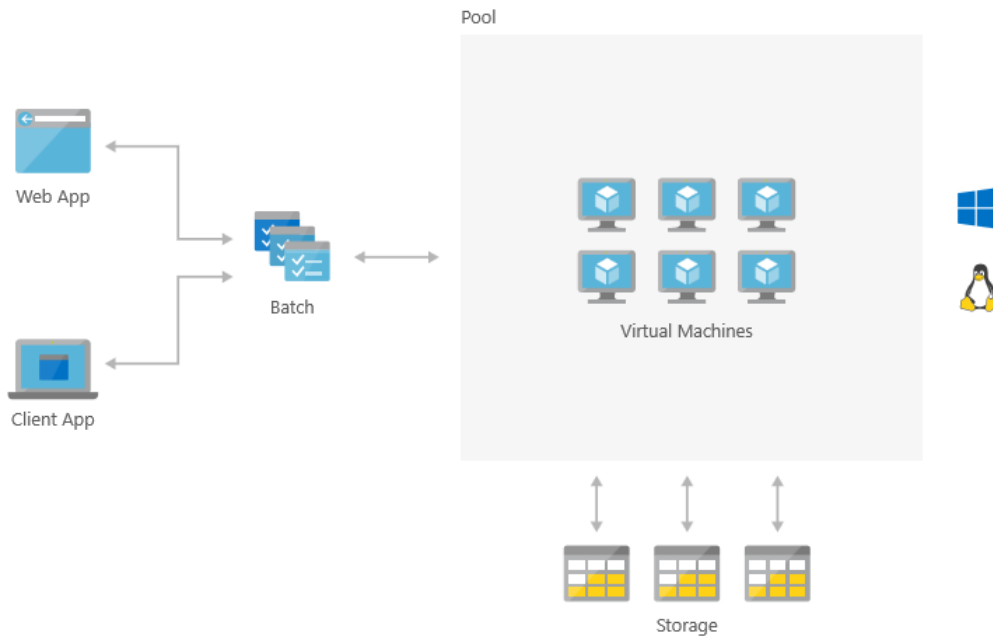 Pool
Web App
Batch
Virtual Machines
Client App
Storage